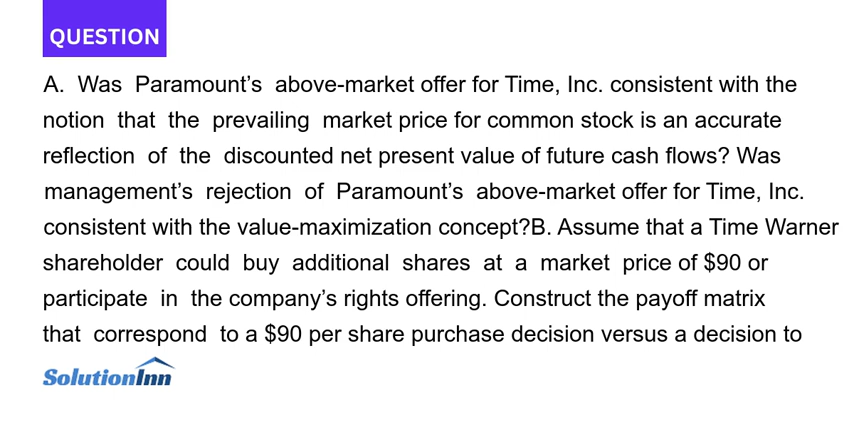 QUESTION
A. Was Paramount's above-market offer for Time, Inc. consistent with the
notion that the prevailing market price for common stock is an accurate
reflection of the discounted net present value of future cash flows? Was
management's rejection of Paramount's above-market offer for Time, Inc.
consistent with the value-maximization concept?B. Assume that a Time Warner
shareholder could buy additional shares at a market price of $90 or
participate in the company's rights offering. Construct the payoff matrix
that correspond to a $90 per share purchase decision versus a decision to
SolutionInn